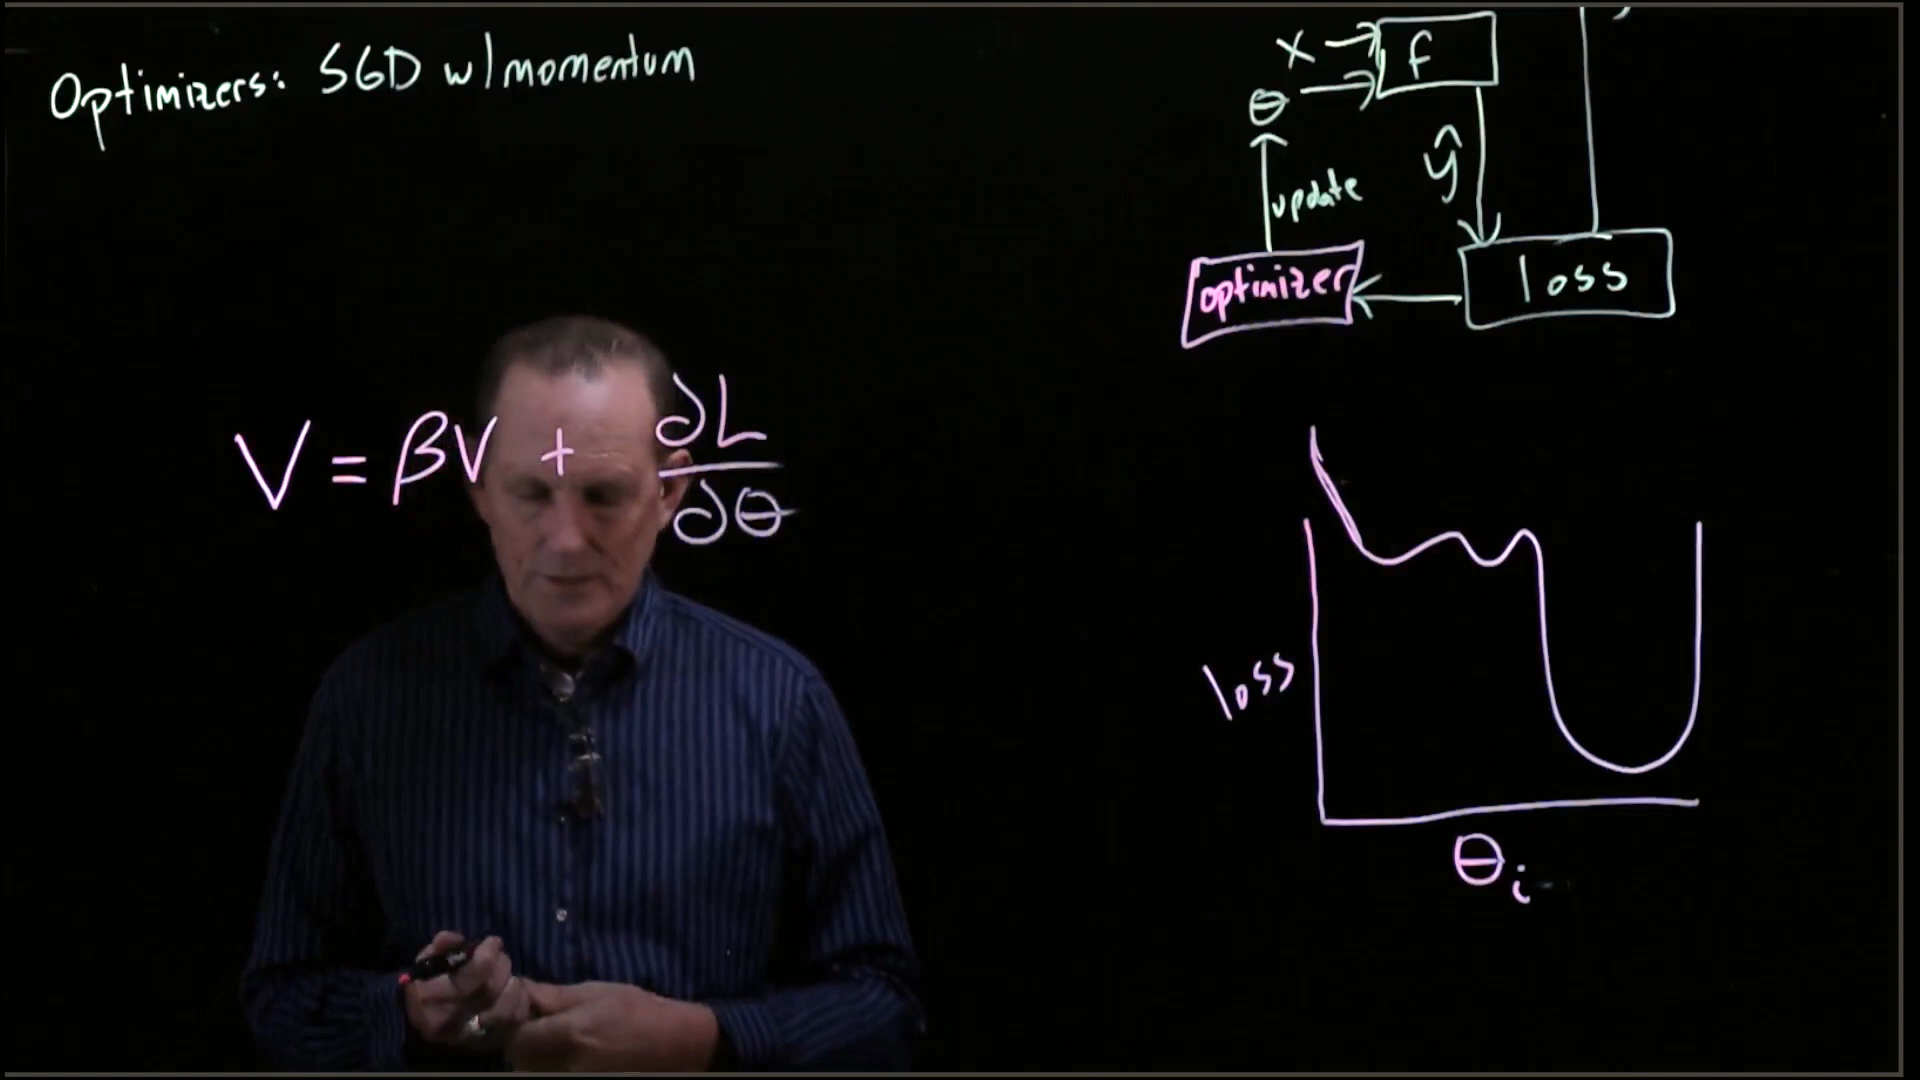 Optimizers: SGD w/momentum
x
f
θ
ŷ
update
optimizer
loss
V = βV + ∂L/∂θ
loss
θi